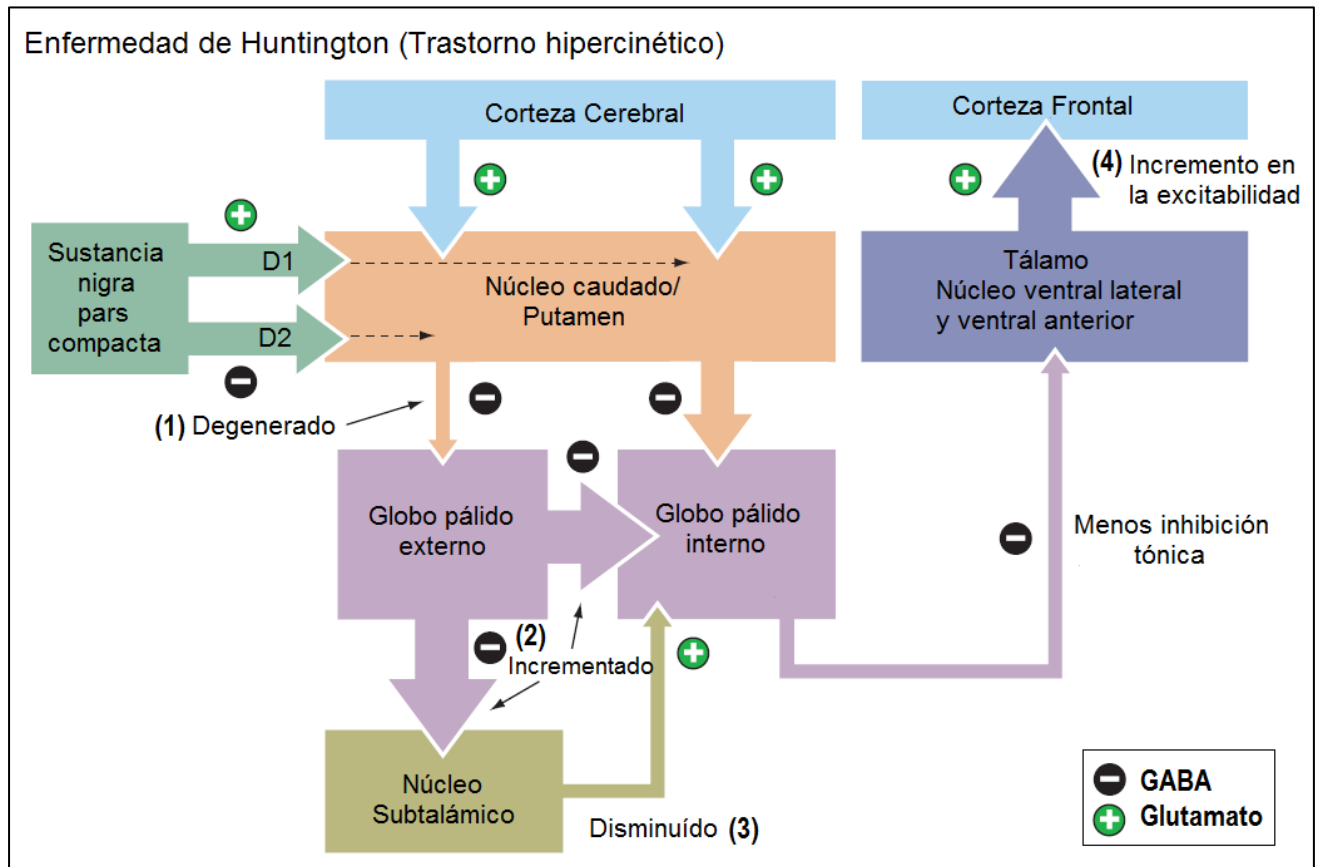 Enfermedad de Huntington (Trastorno hipercinético)
Corteza Cerebral
Corteza Frontal
(4) Incremento en
la excitabilidad
Sustancia
nigra
pars
compacta
D1
D2
Núcleo caudado/
Putamen
Tálamo
Núcleo ventral lateral
y ventral anterior
(1) Degenerado
Globo pálido
externo
Globo pálido
interno
Menos inhibición
tónica
(2)
Incrementado
Núcleo
Subtalámico
Disminuído (3)
GABA
Glutamato